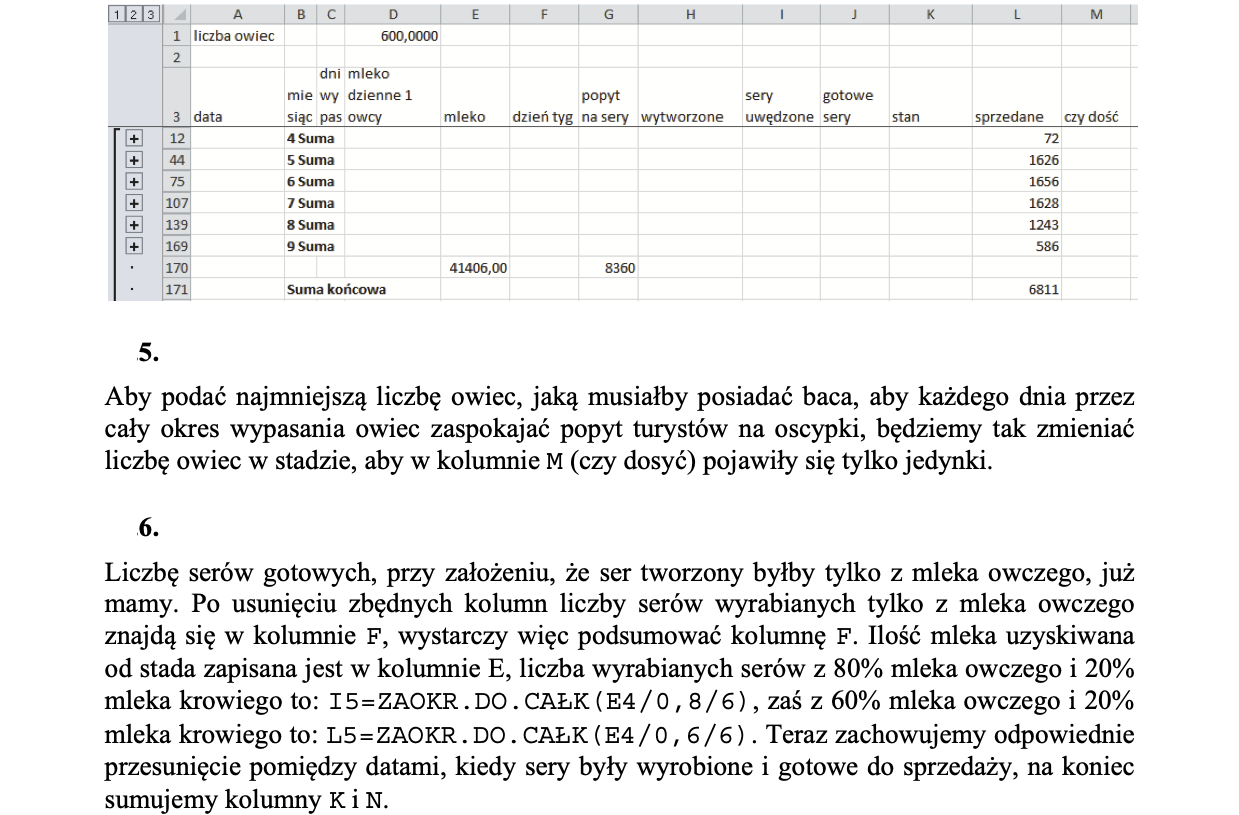 1 2 3 A B C D E F G H I J K L M
1 liczba owiec 600,0000
2
dni mleko
mie wy dzienne 1 popyt sery gotowe
3 data siąc pas owcy mleko dzień tyg na sery wytworzone uwędzone sery stan sprzedane czy dość
+ 12 4 Suma 72
+ 44 5 Suma 1626
+ 75 6 Suma 1656
+ 107 7 Suma 1628
+ 139 8 Suma 1243
+ 169 9 Suma 586
170 41406,00 8360
171 Suma końcowa 6811
5.
Aby podać najmniejszą liczbę owiec, jaką musiałby posiadać baca, aby każdego dnia przez
cały okres wypasania owiec zaspokajać popyt turystów na oscypki, będziemy tak zmieniać
liczbę owiec w stadzie, aby w kolumnie M (czy dosyć) pojawiły się tylko jedynki.
6.
Liczbę serów gotowych, przy założeniu, że ser tworzony byłby tylko z mleka owczego, już
mamy. Po usunięciu zbędnych kolumn liczby serów wyrabianych tylko z mleka owczego
znajdą się w kolumnie F, wystarczy więc podsumować kolumnę F. Ilość mleka uzyskiwana
od stada zapisana jest w kolumnie E, liczba wyrabianych serów z 80% mleka owczego i 20%
mleka krowiego to: I5=ZAOKR.DO.CAŁK(E4/0,8/6), zaś z 60% mleka owczego i 20%
mleka krowiego to: L5=ZAOKR.DO.CAŁK(E4/0,6/6). Teraz zachowujemy odpowiednie
przesunięcie pomiędzy datami, kiedy sery były wyrobione i gotowe do sprzedaży, na koniec
sumujemy kolumny K i N.